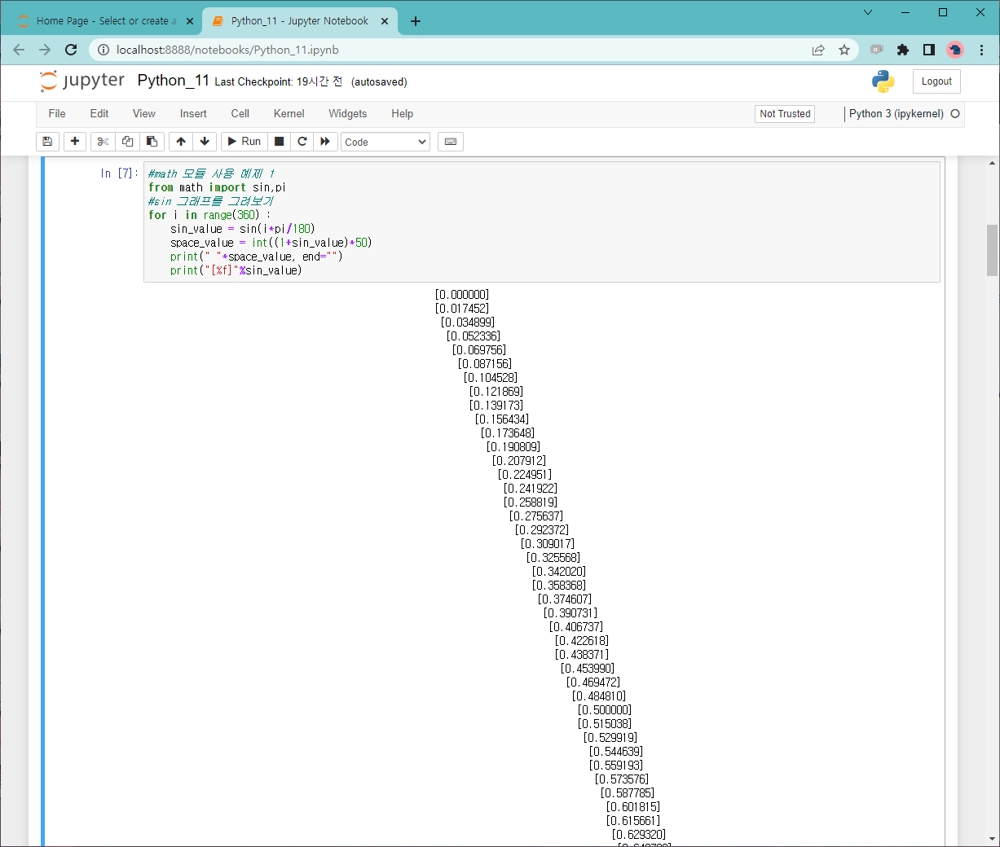 Home Page - Select or create a
Python_11 - Jupyter Notebook
localhost:8888/notebooks/Python_11.ipynb
jupyter Python_11 Last Checkpoint: 19시간 전 (autosaved)
Logout
File Edit View Insert Cell Kernel Widgets Help
Not Trusted
Python 3 (ipykernel)
Run
Code
In [7]:
#math 모듈 사용 예제 1
from math import sin,pi
#sin 그래프를 그려보기
for i in range(360) :
    sin_value = sin(i*pi/180)
    space_value = int((1+sin_value)*50)
    print(" "*space_value, end="")
    print("[%f]"%sin_value)
[0.000000]
[0.017452]
[0.034899]
[0.052336]
[0.069756]
[0.087156]
[0.104528]
[0.121869]
[0.139173]
[0.156434]
[0.173648]
[0.190809]
[0.207912]
[0.224951]
[0.241922]
[0.258819]
[0.275637]
[0.292372]
[0.309017]
[0.325568]
[0.342020]
[0.358368]
[0.374607]
[0.390731]
[0.406737]
[0.422618]
[0.438371]
[0.453990]
[0.469472]
[0.484810]
[0.500000]
[0.515038]
[0.529919]
[0.544639]
[0.559193]
[0.573576]
[0.587785]
[0.601815]
[0.615661]
[0.629320]